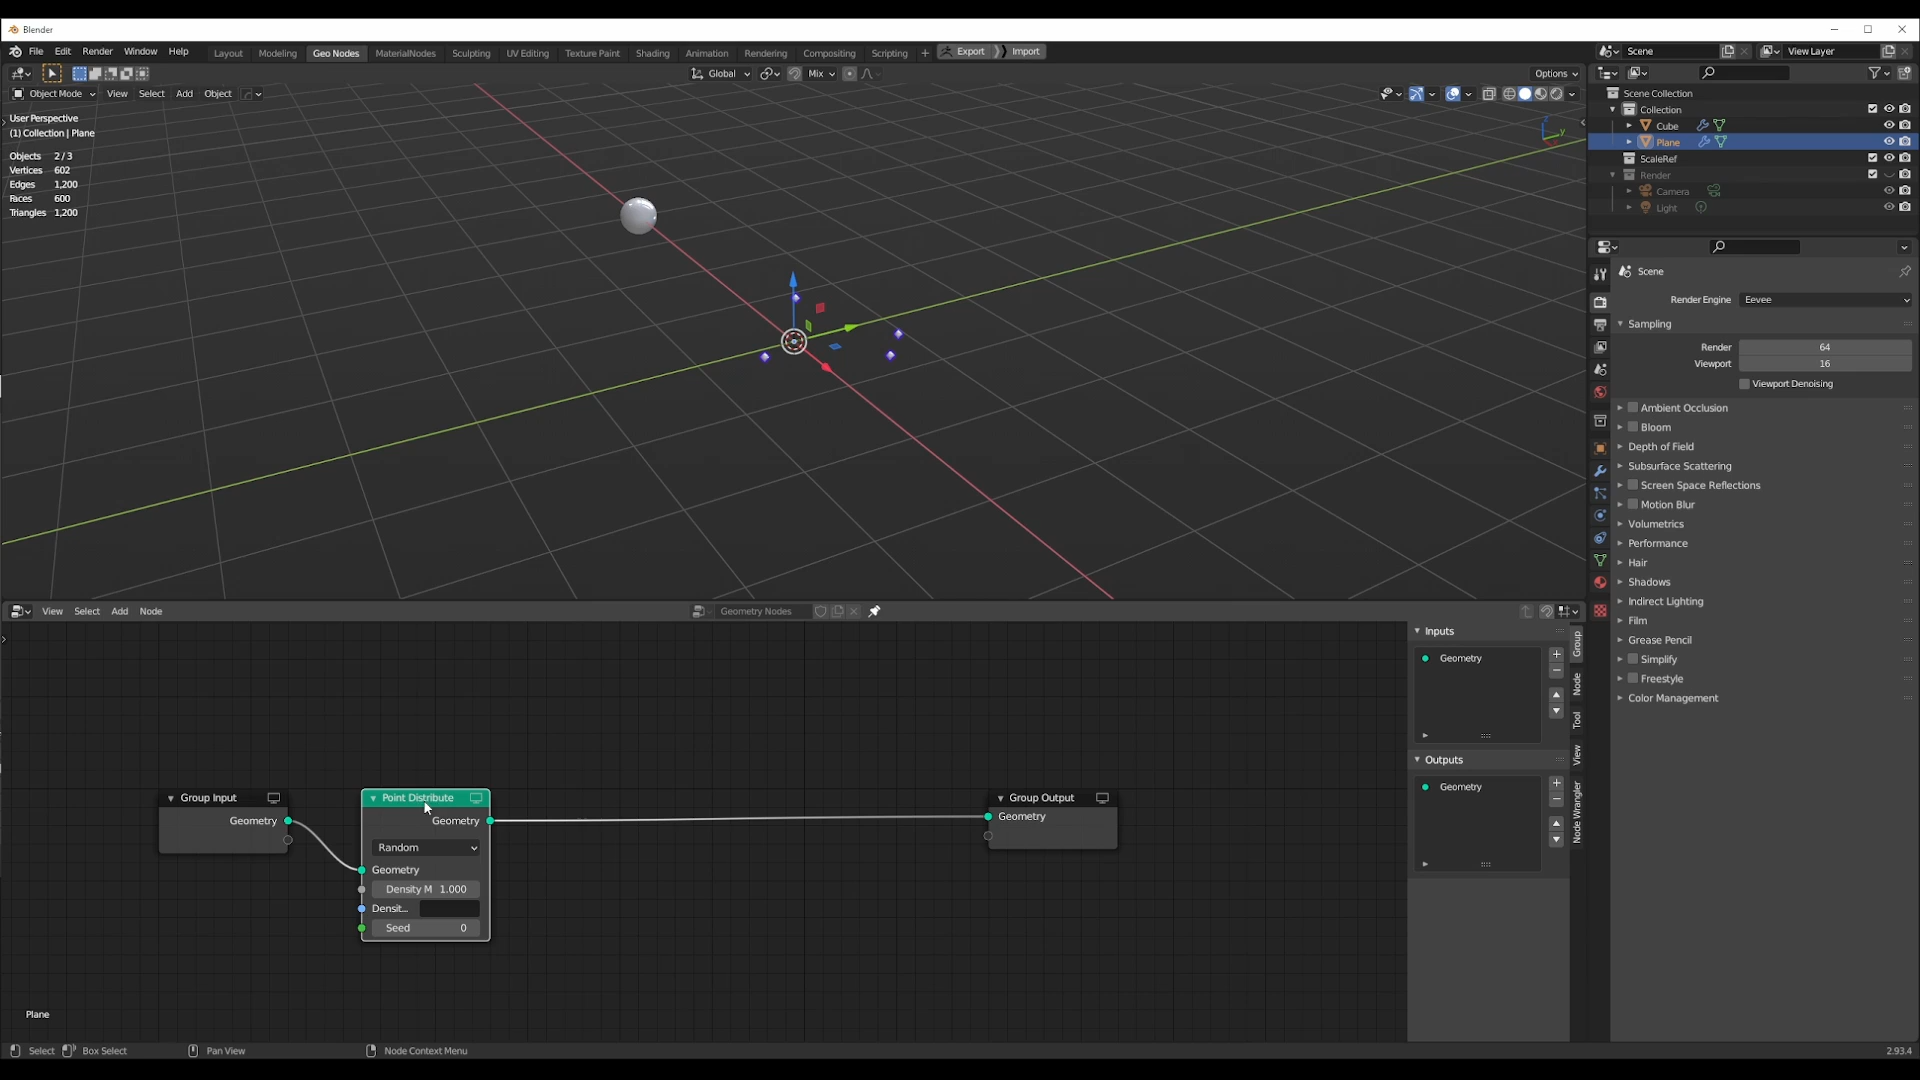 Blender
File Edit Render Window Help Layout Modeling Geo Nodes MaterialNodes Sculpting UV Editing Texture Paint Shading Animation Rendering Compositing Scripting + Export Import Scene View Layer
Global Mix Options
Object Mode View Select Add Object
User Perspective
(1) Collection | Plane
Objects 2/3
Vertices 602
Edges 1,200
Faces 600
Triangles 1,200
Z
Y
Scene Collection
Collection
Cube
Plane
ScaleRef
Render
Camera
Light
Scene
Render Engine Eevee
Sampling
Render 64
Viewport 16
Viewport Denoising
Ambient Occlusion
Bloom
Depth of Field
Subsurface Scattering
Screen Space Reflections
Motion Blur
Volumetrics
Performance
Hair
Shadows
Indirect Lighting
Film
Grease Pencil
Simplify
Freestyle
Color Management
View Select Add Node Geometry Nodes
Group Input
Geometry
Point Distribute
Geometry
Random
Geometry
Density M 1.000
Densit...
Seed 0
Group Output
Geometry
Inputs
Geometry
Outputs
Geometry
Group
Node
Tool
View
Node Wrangler
Plane
Select Box Select Pan View Node Context Menu 2.93.4